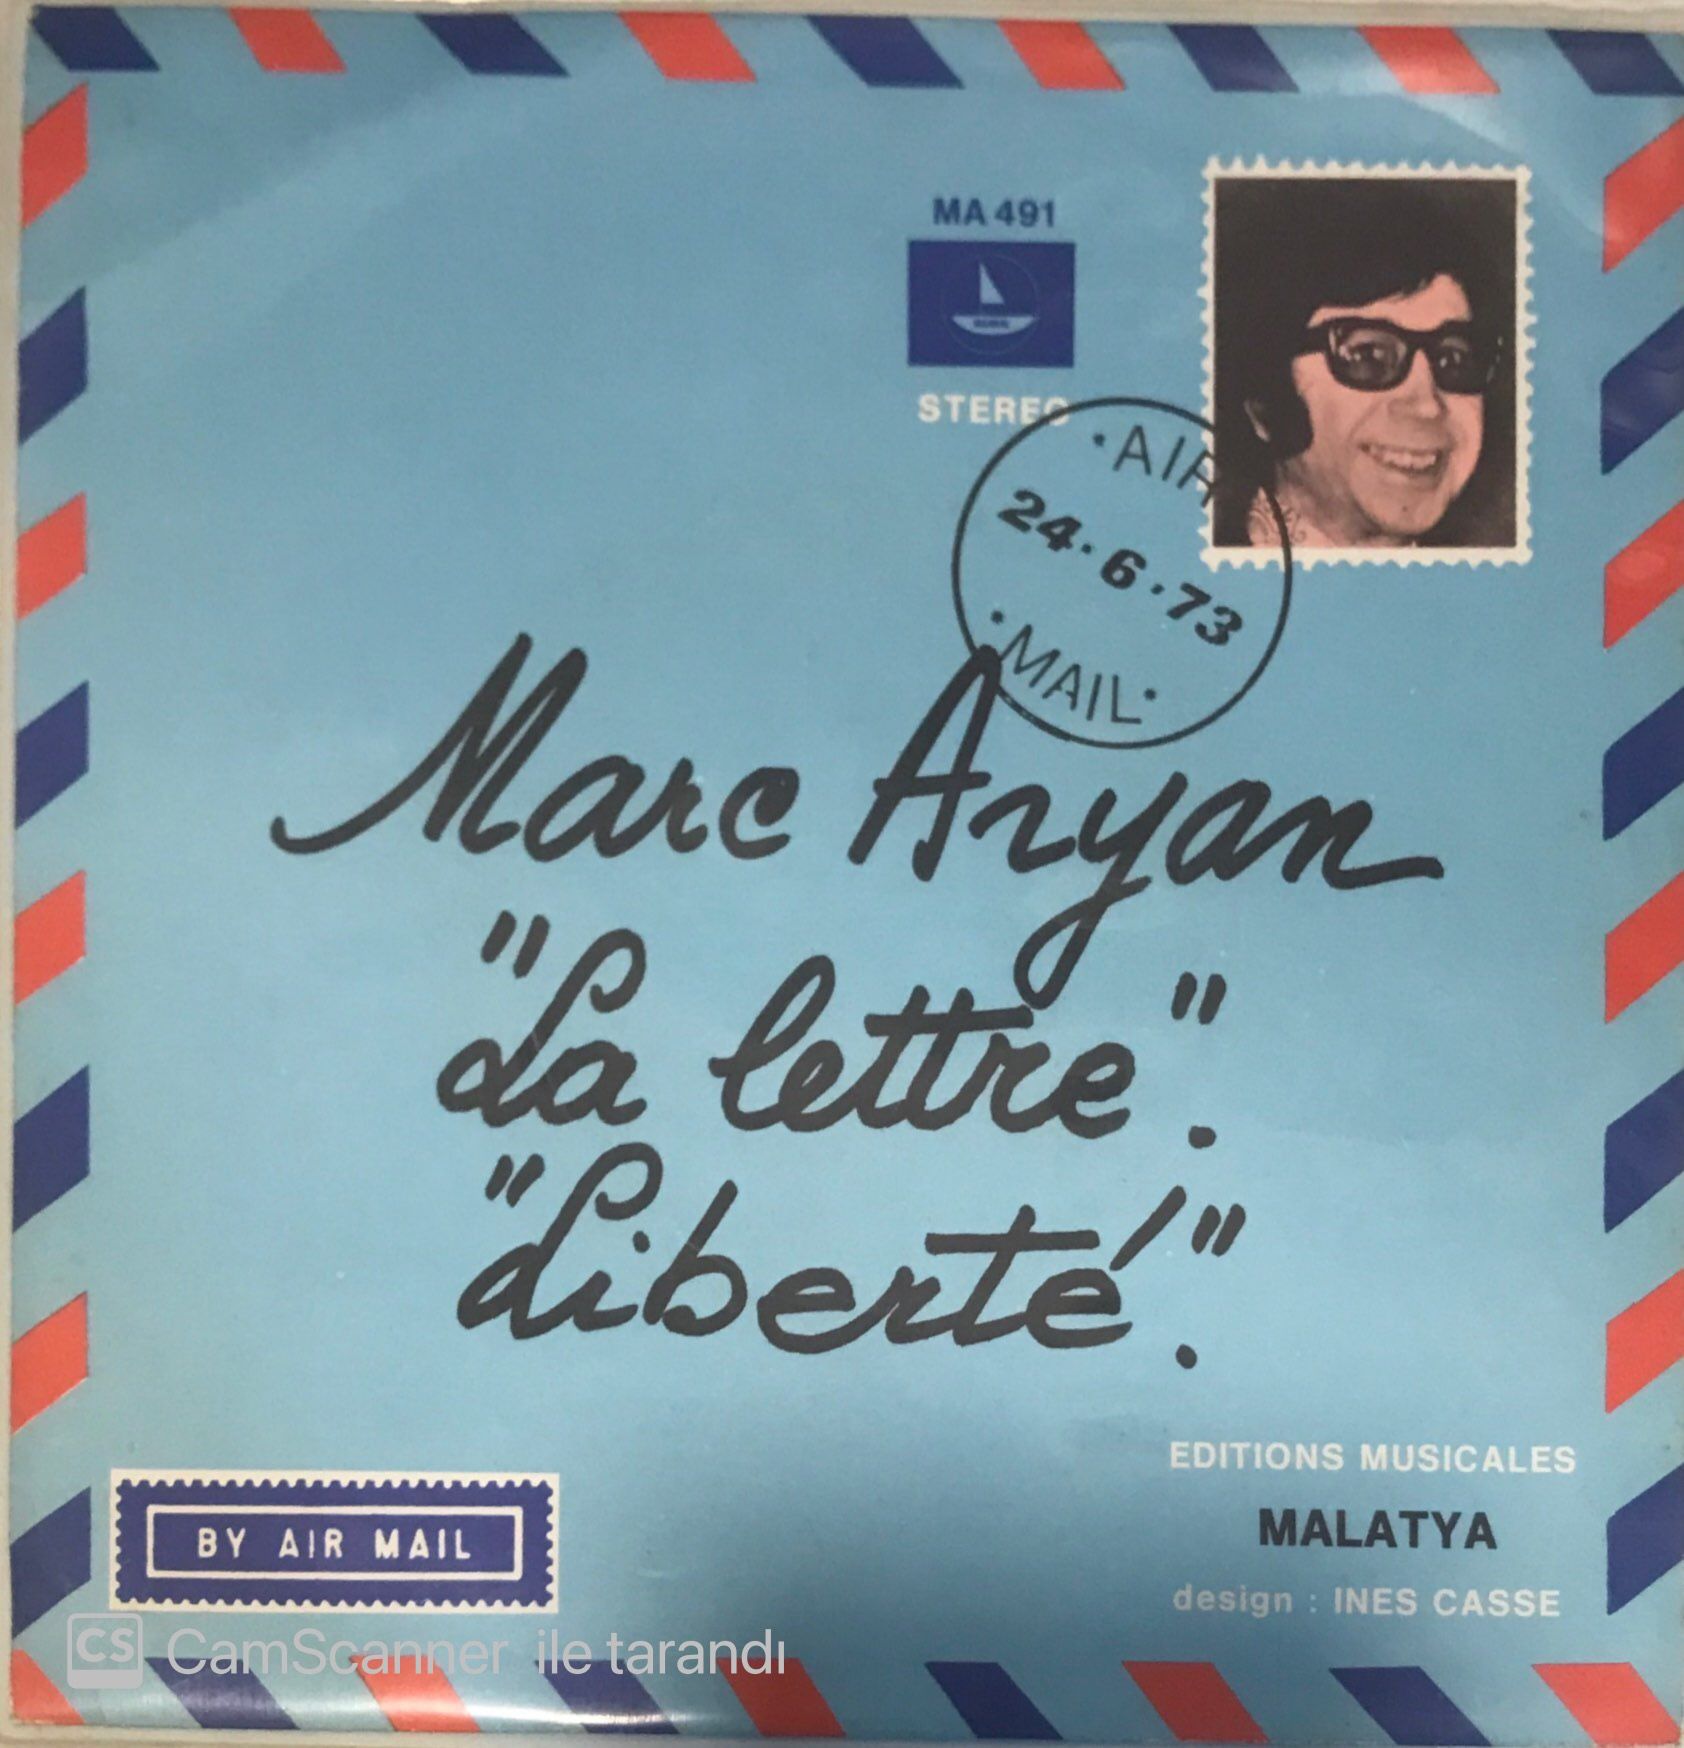 MA 491
STEREO
AIR
24·6·73
MAIL
Marc Aryan
"La lettre".
"Liberté".
EDITIONS MUSICALES
MALATYA
design : INES CASSE
BY AIR MAIL
CS CamScanner ile tarandı